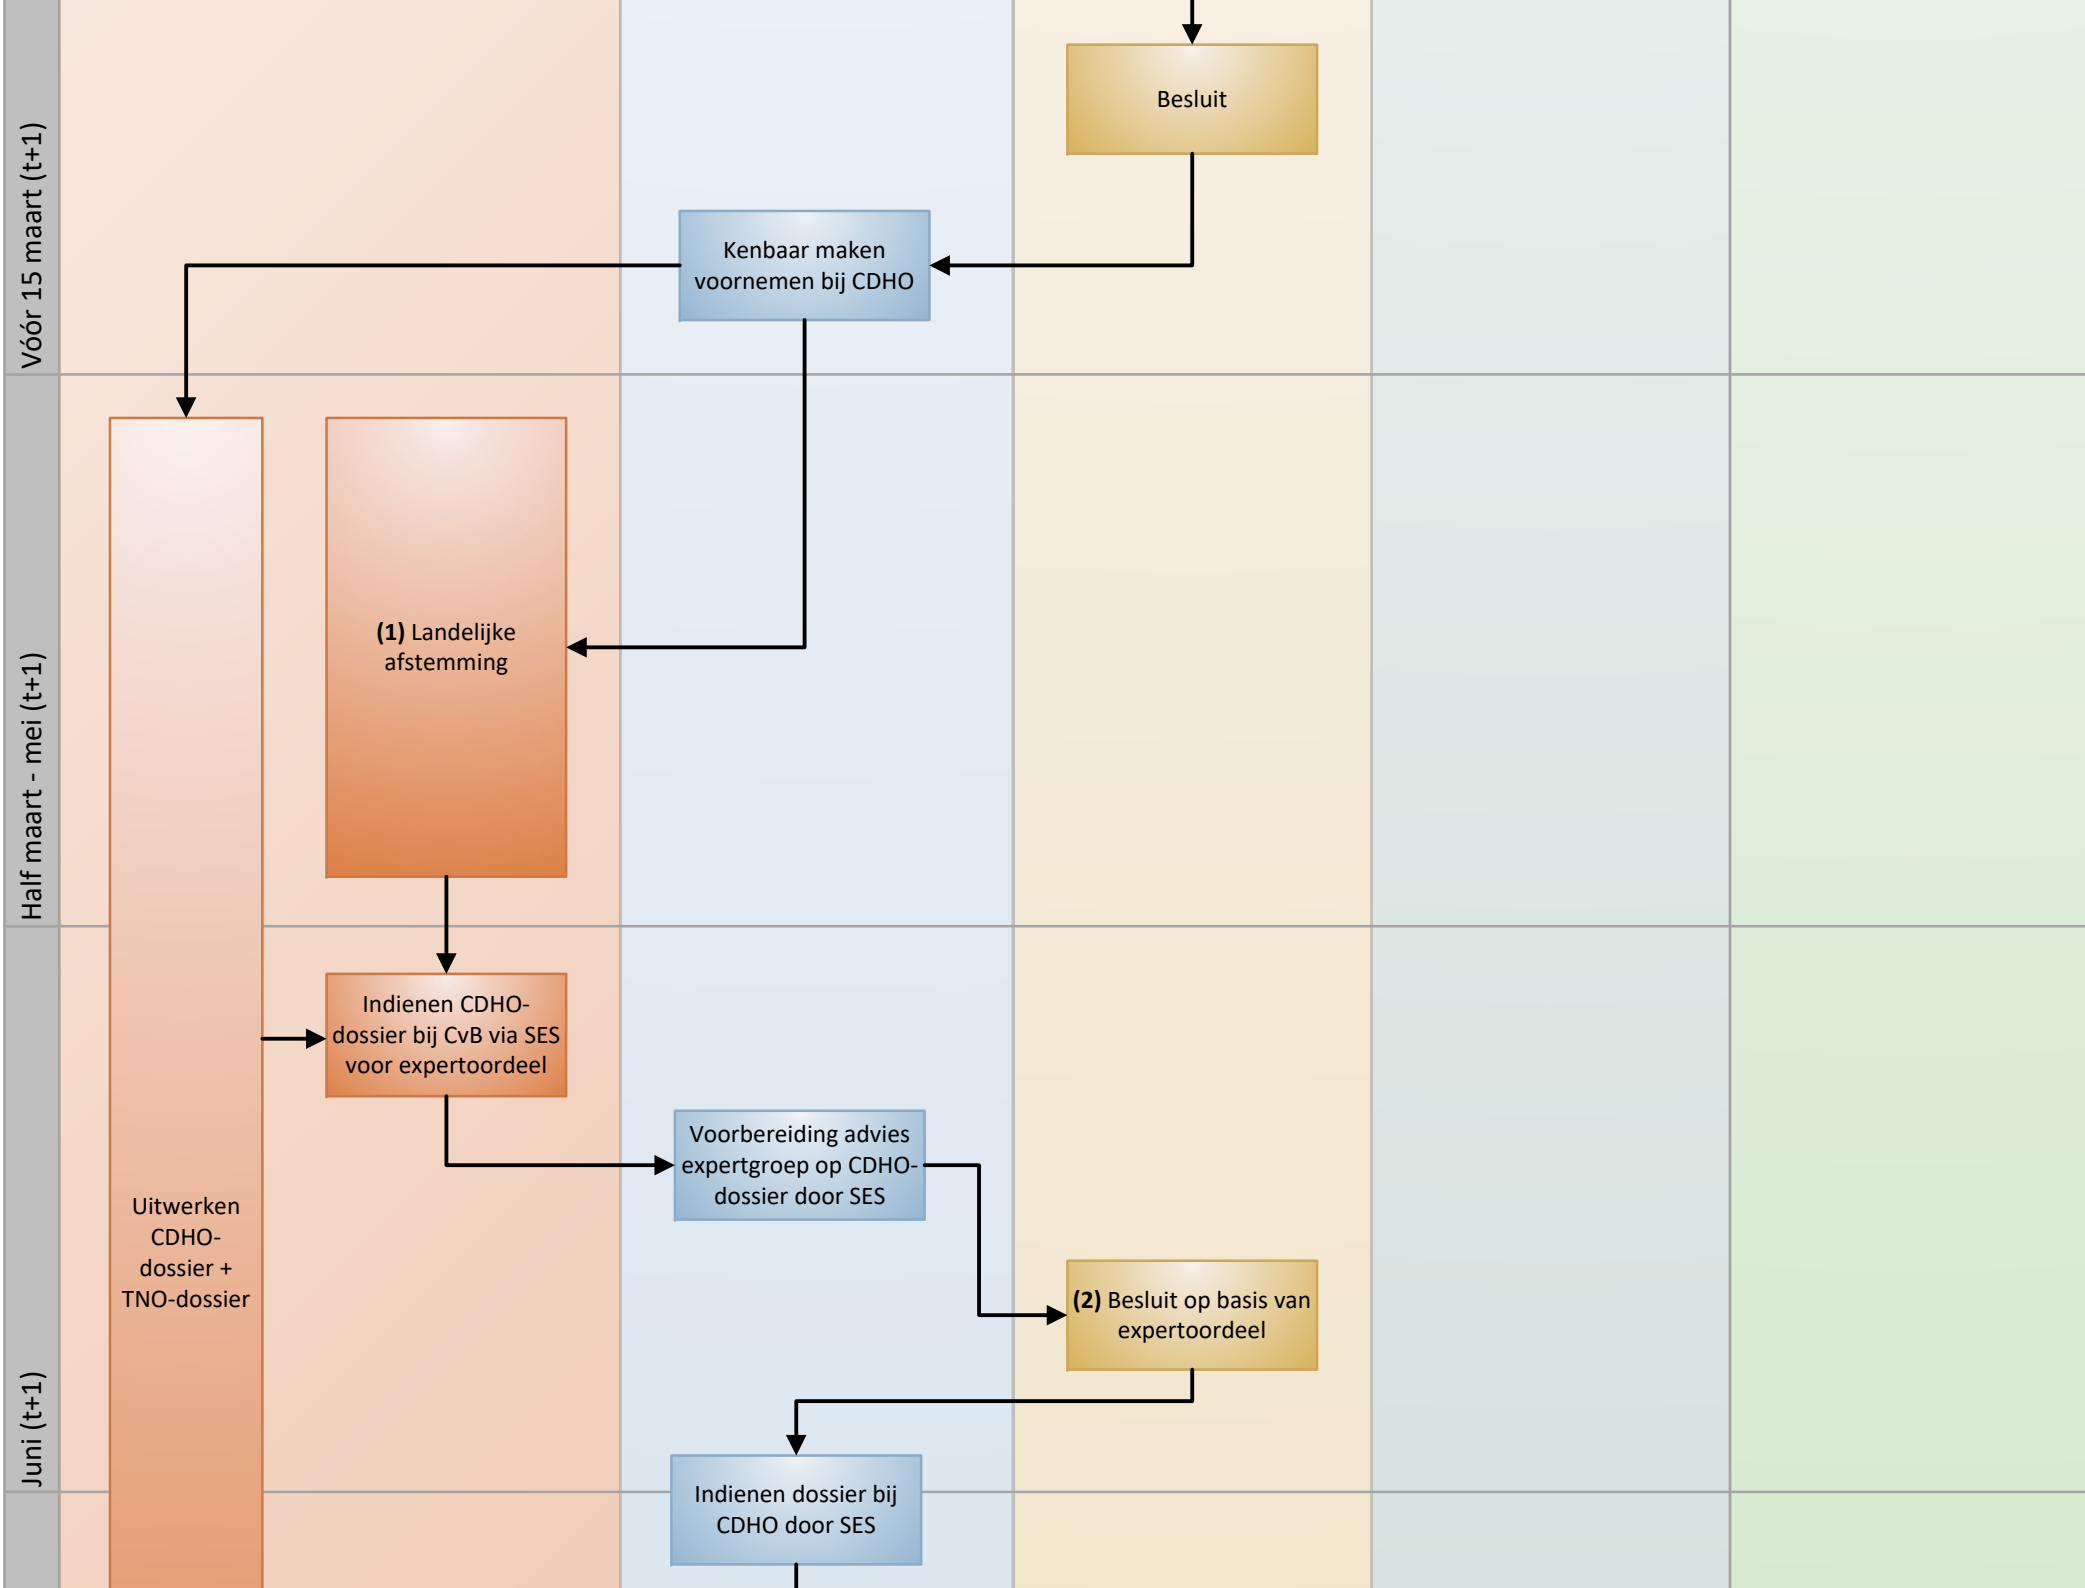 Vóór 15 maart (t+1)
Besluit
Kenbaar maken
voornemen bij CDHO
Half maart - mei (t+1)
(1) Landelijke
afstemming
Juni (t+1)
Indienen CDHO-
dossier bij CvB via SES
voor expertoordeel
Voorbereiding advies
expertgroep op CDHO-
dossier door SES
Uitwerken
CDHO-
dossier +
TNO-dossier
(2) Besluit op basis van
expertoordeel
Indienen dossier bij
CDHO door SES